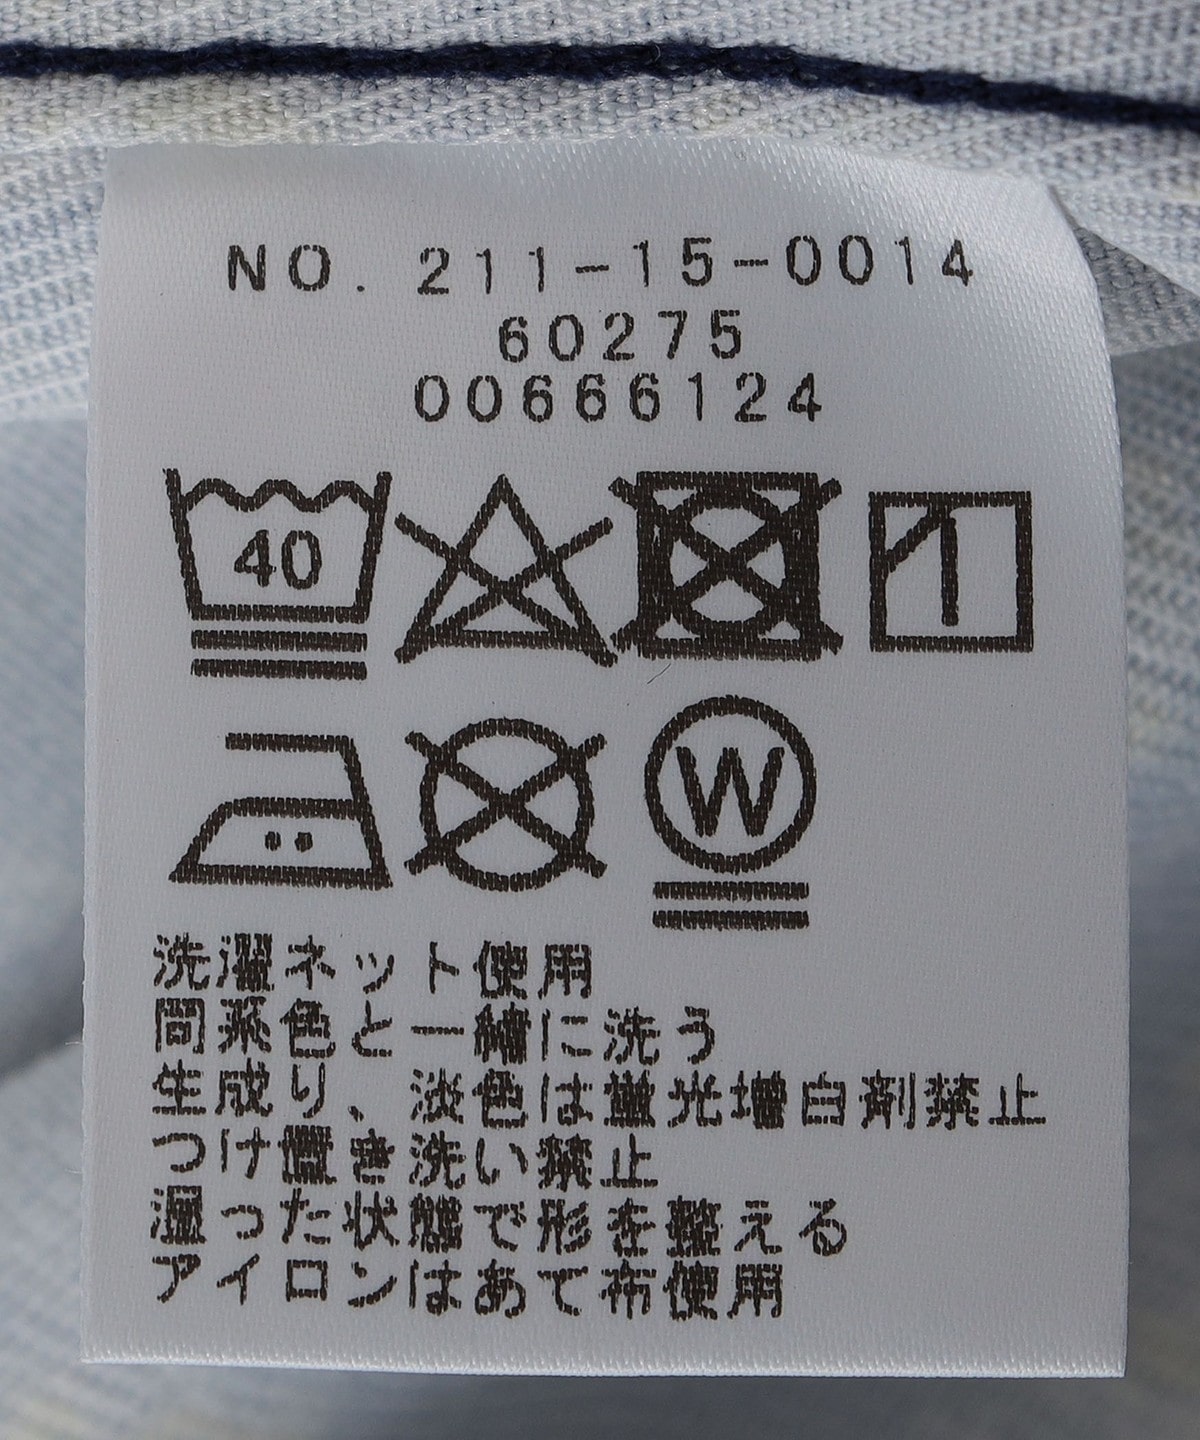 NO. 211-15-0014
60275
00666124
40
W
洗濯ネット使用
同系色と一緒に洗う
生成り、淡色は蛍光増白剤禁止
つけ置き洗い禁止
濡った状態で形を整える
アイロンはあて布使用